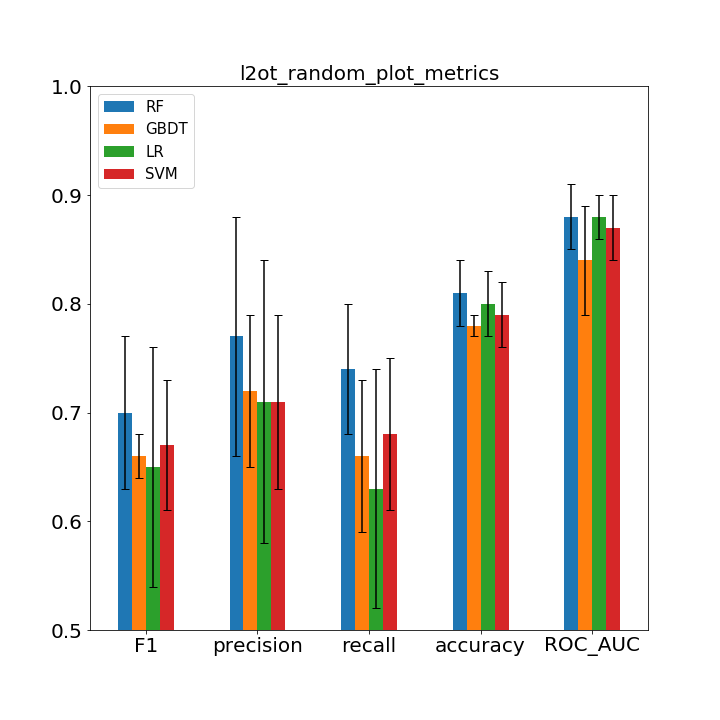 l2ot_random_plot_metrics
1.0
0.9
0.8
0.7
0.6
0.5
RF
GBDT
LR
SVM
F1 precision recall accuracy ROC_AUC